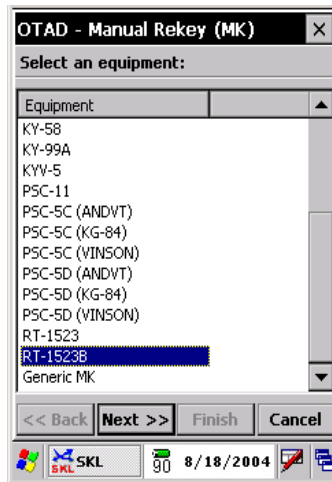 OTAD - Manual Rekey (MK)
Select an equipment:
Equipment
KY-58
KY-99A
KYV-5
PSC-11
PSC-5C (ANDVT)
PSC-5C (KG-84)
PSC-5C (VINSON)
PSC-5D (ANDVT)
PSC-5D (KG-84)
PSC-5D (VINSON)
RT-1523
RT-1523B
Generic MK
<< Back Next >> Finish Cancel
SKL SKL 90 8/18/2004